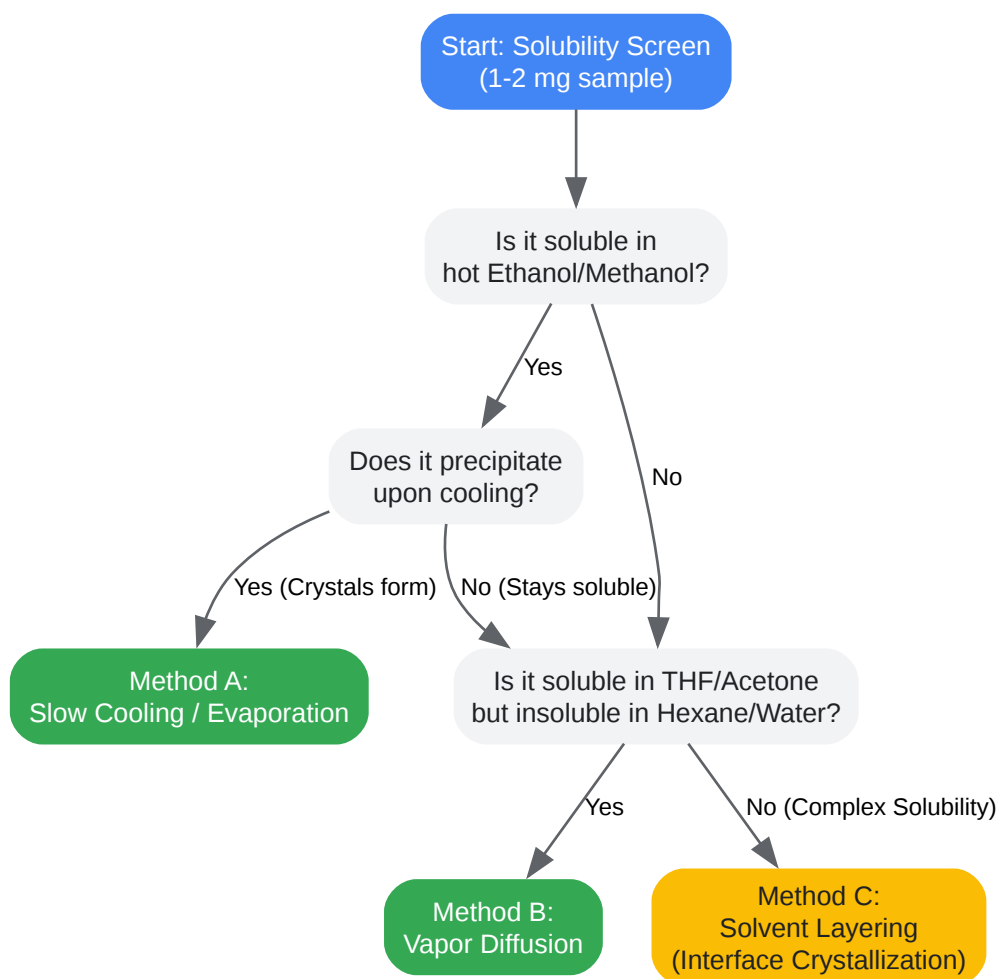 Start: Solubility Screen
(1-2 mg sample)
Is it soluble in
hot Ethanol/Methanol?
Yes
No
Does it precipitate
upon cooling?
Yes (Crystals form)
No (Stays soluble)
Method A:
Slow Cooling / Evaporation
Is it soluble in THF/Acetone
but insoluble in Hexane/Water?
Yes
No (Complex Solubility)
Method B:
Vapor Diffusion
Method C:
Solvent Layering
(Interface Crystallization)